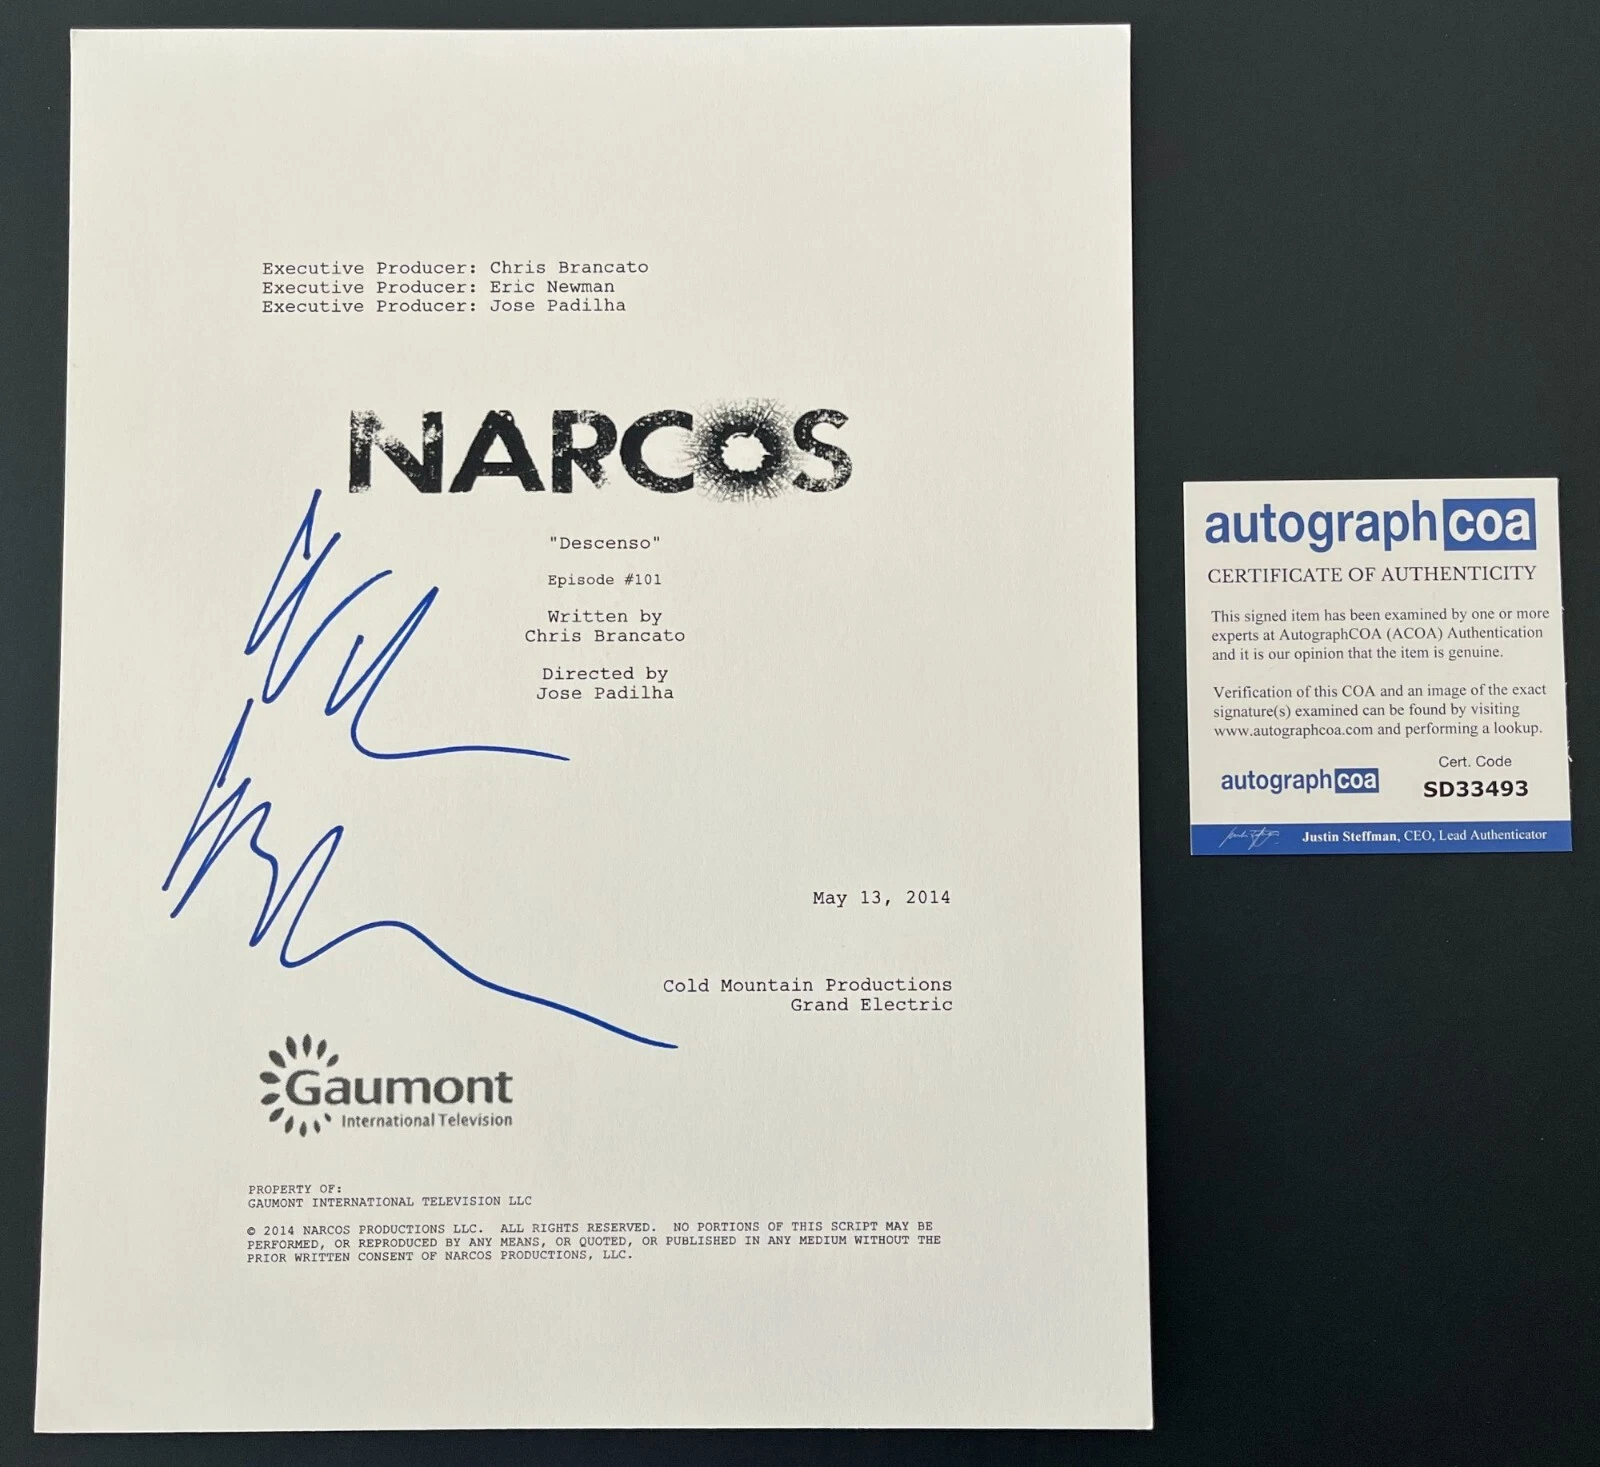 Executive Producer: Chris Brancato
Executive Producer: Eric Newman
Executive Producer: Jose Padilha
NARCOS
"Descenso"
Episode #101
Written by
Chris Brancato
Directed by
Jose Padilha
May 13, 2014
Cold Mountain Productions
Grand Electric
Gaumont
International Television
PROPERTY OF:
GAUMONT INTERNATIONAL TELEVISION LLC
© 2014 NARCOS PRODUCTIONS LLC. ALL RIGHTS RESERVED. NO PORTIONS OF THIS SCRIPT MAY BE
PERFORMED, OR REPRODUCED BY ANY MEANS, OR QUOTED, OR PUBLISHED IN ANY MEDIUM WITHOUT THE
PRIOR WRITTEN CONSENT OF NARCOS PRODUCTIONS, LLC.
autographcoa
CERTIFICATE OF AUTHENTICITY
This signed item has been examined by one or more
experts at AutographCOA (ACOA) Authentication
and it is our opinion that the item is genuine.
Verification of this COA and an image of the exact
signature(s) examined can be found by visiting
www.autographcoa.com and performing a lookup.
Cert. Code
autographcoa SD33493
Justin Steffman, CEO, Lead Authenticator